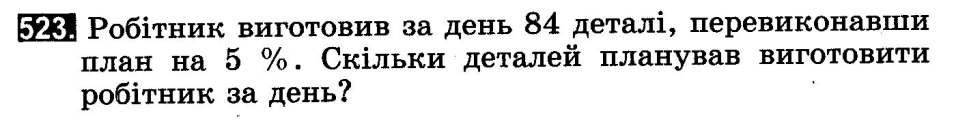 523. Робітник виготовив за день 84 деталі, перевиконавши
план на 5 %. Скільки деталей планував виготовити
робітник за день?